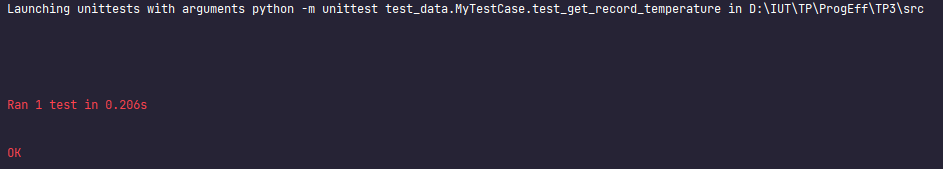 Launching unittests with arguments python -m unittest test_data.MyTestCase.test_get_record_temperature in D:\IUT\TP\ProgEff\TP3\src
Ran 1 test in 0.206s
OK